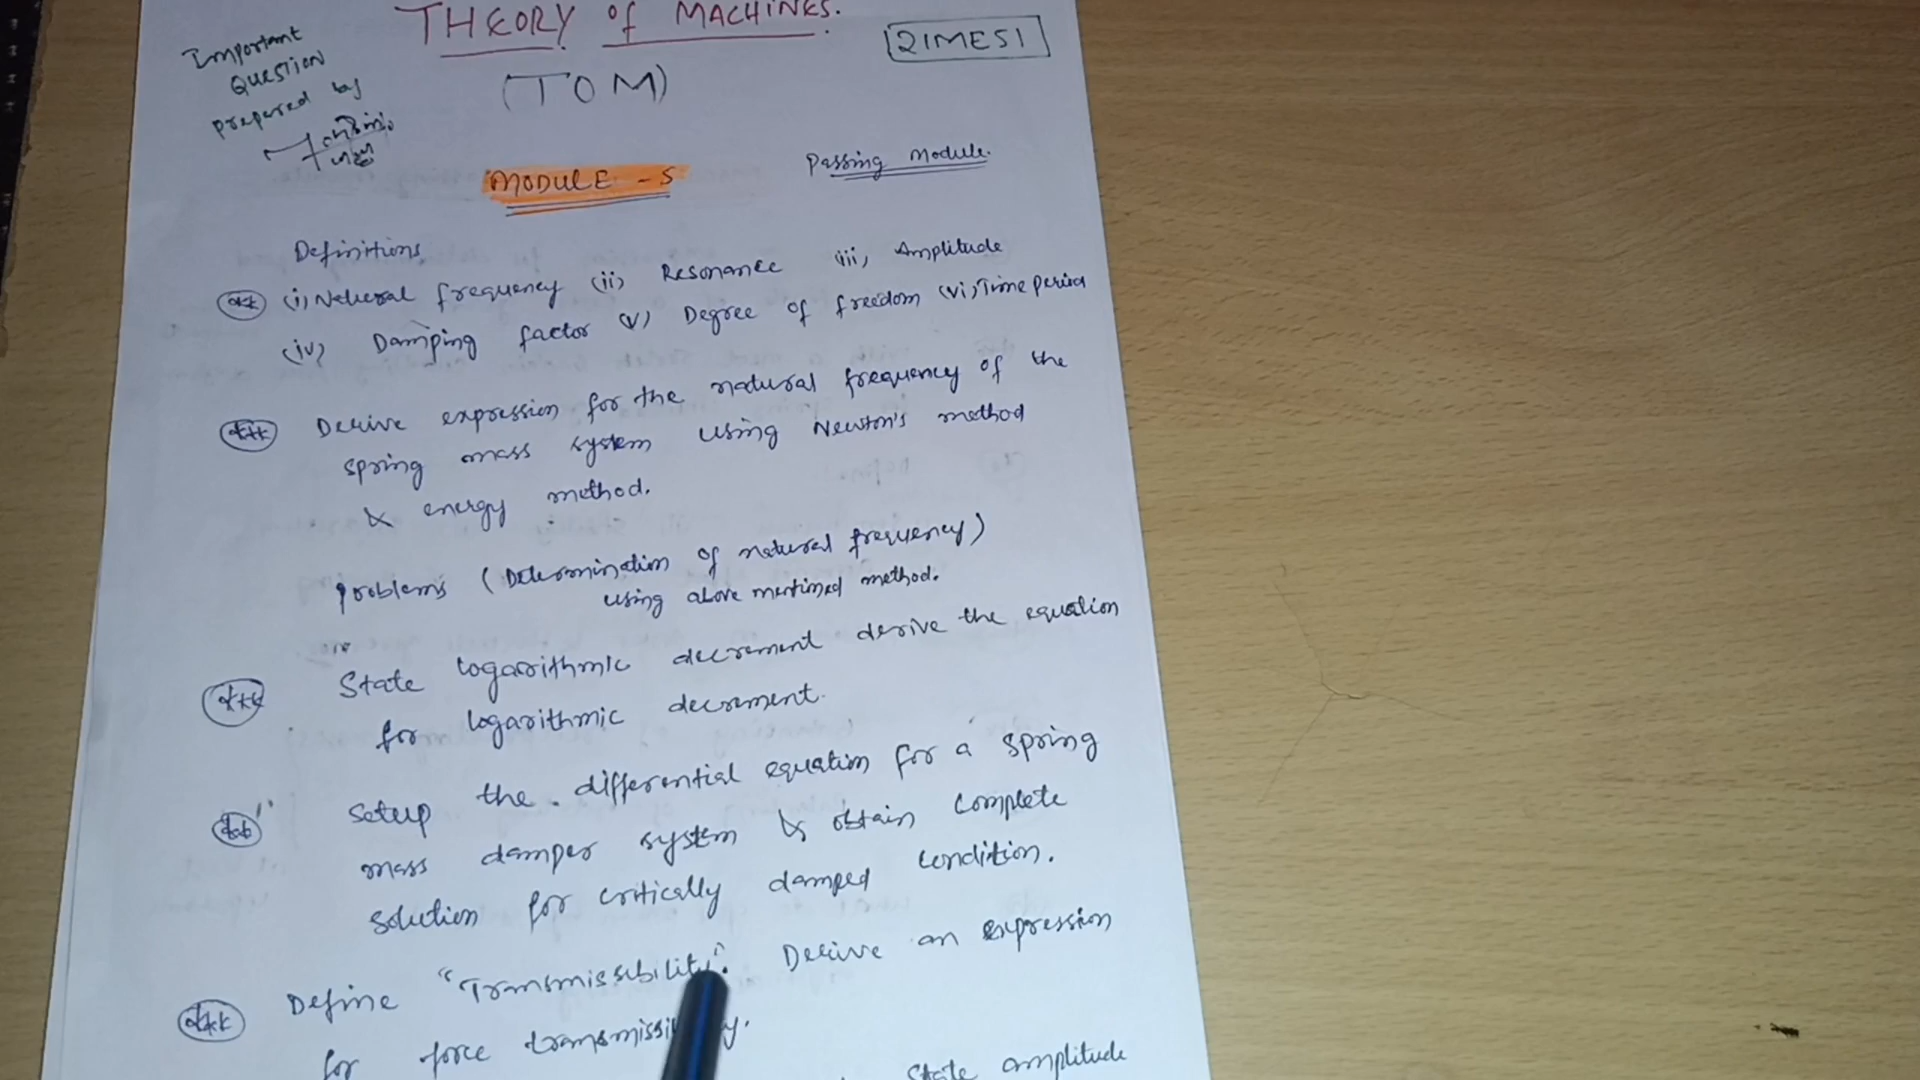 THEORY of MACHINES.
21ME51
Important
Question
prepared by
(TOM)
MODULE - 5
Passing module.
Definitions
(i) Natural frequency (ii) Resonance (iii) Amplitude
(iv) Damping factor (v) Degree of freedom (vi) Time period
Derive expression for the natural frequency of the
spring mass system using Newton's method
& energy method.
problems (Determination of natural frequency)
using above mentioned method.
State logarithmic decrement derive the equation
for logarithmic decrement.
Setup the differential equation for a spring
mass damper system & obtain complete
solution for critically damped condition.
Define "Transmissibility". Derive an expression
for force
State amplitude